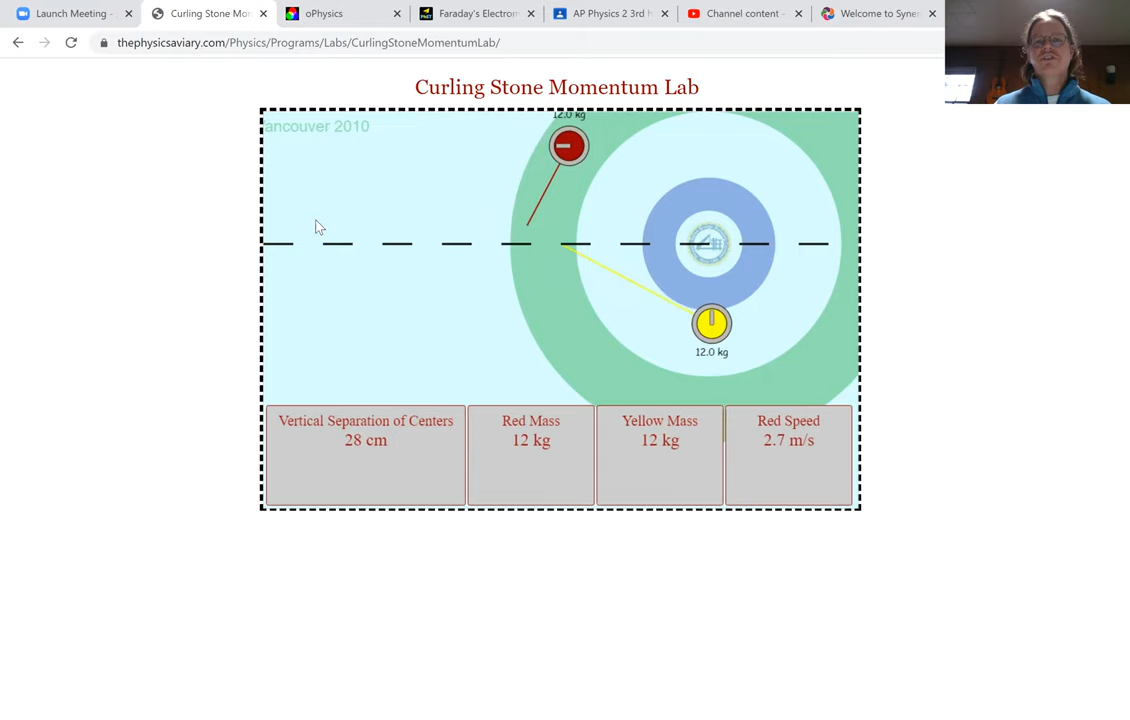 Launch Meeting -
Curling Stone Mo
oPhysics
Faraday's Electrom
AP Physics 2 3rd h
Channel content -
Welcome to Syner
thephysicsaviary.com/Physics/Programs/Labs/CurlingStoneMomentumLab/
Curling Stone Momentum Lab
ancouver 2010
12.0 kg
12.0 kg
Vertical Separation of Centers
28 cm
Red Mass
12 kg
Yellow Mass
12 kg
Red Speed
2.7 m/s